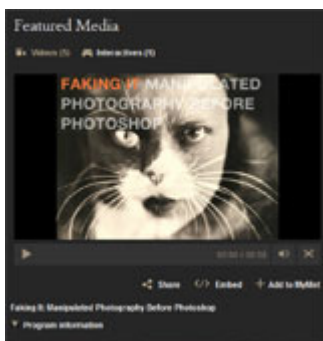 Featured Media
Videos (5) Interactives (1)
FAKING IT MANIPULATED
PHOTOGRAPHY BEFORE
PHOTOSHOP
Share </> Embed + Add to MyMet
Faking It: Manipulated Photography Before Photoshop
Program information